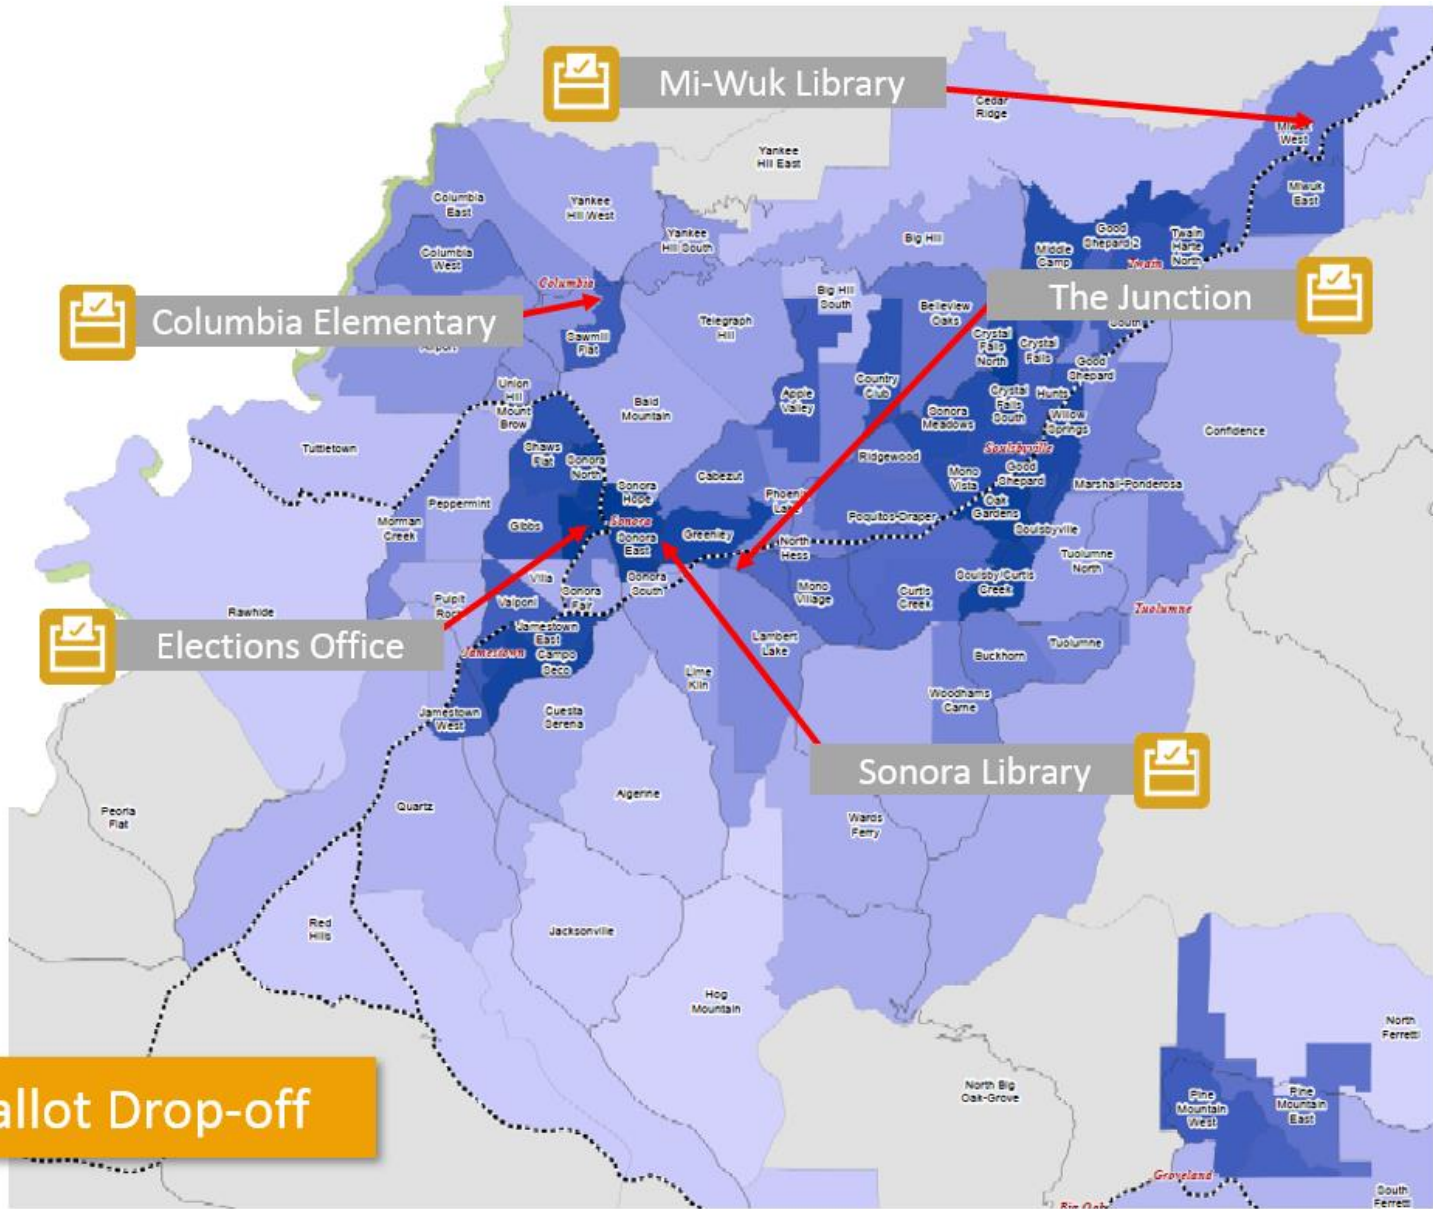 Mi-Wuk Library
Cedar
Ridge
West
Miwuk
East
Yankee
Hill East
Columbia
East
Yankee
Hill West
Yankee
Hill South
Big Hill
Good
Shepard 2
Twain
Harte
North
Middle
Camp
Twain
Columbia
West
Columbia
The Junction
Columbia Elementary
Sawmill
Flat
Telegraph
Hill
Big Hill
South
Belleview
Oaks
South
Crystal
Falls
North
Crystal
Falls
Good
Shepard
Union
Hill
Mount
Brow
Bald
Mountain
Apple
Valley
Country
Club
Crystal
Falls
South
Hunts
Willow
Springs
Sonora
Meadows
Confidence
Tuttletown
Shaws
Flat
Sonora
North
Soulsbyville
Ridgewood
Cabezut
Sonora
Hope
Mono
Vista
Good
Shepard
Marshall-Ponderosa
Peppermint
Morman
Creek
Gibbs
Sonora
Sonora
East
Greenley
Poquitos-Draper
Oak
Gardens
Soulsbyville
North
Hess
Tuolumne
North
Villa
Sonora
Fair
Sonora
South
Mono
Village
Curtis
Creek
Soulsby/Curtis
Creek
Rawhide
Pulpit
Valponi
Tuolumne
Elections Office
Jamestown
East
Campo
Seco
Jamestown
Lambert
Lake
Lime
Kiln
Buckhorn
Tuolumne
Jamestown
West
Cuesta
Serena
Woodhams
Carne
Sonora Library
Peoria
Flat
Quartz
Algerine
Wards
Ferry
Red
Hills
Jacksonville
Hog
Mountain
North
Ferretti
North Big
Oak-Grove
Pine
Mountain
West
Pine
Mountain
East
allot Drop-off
Groveland
South
Ferretti